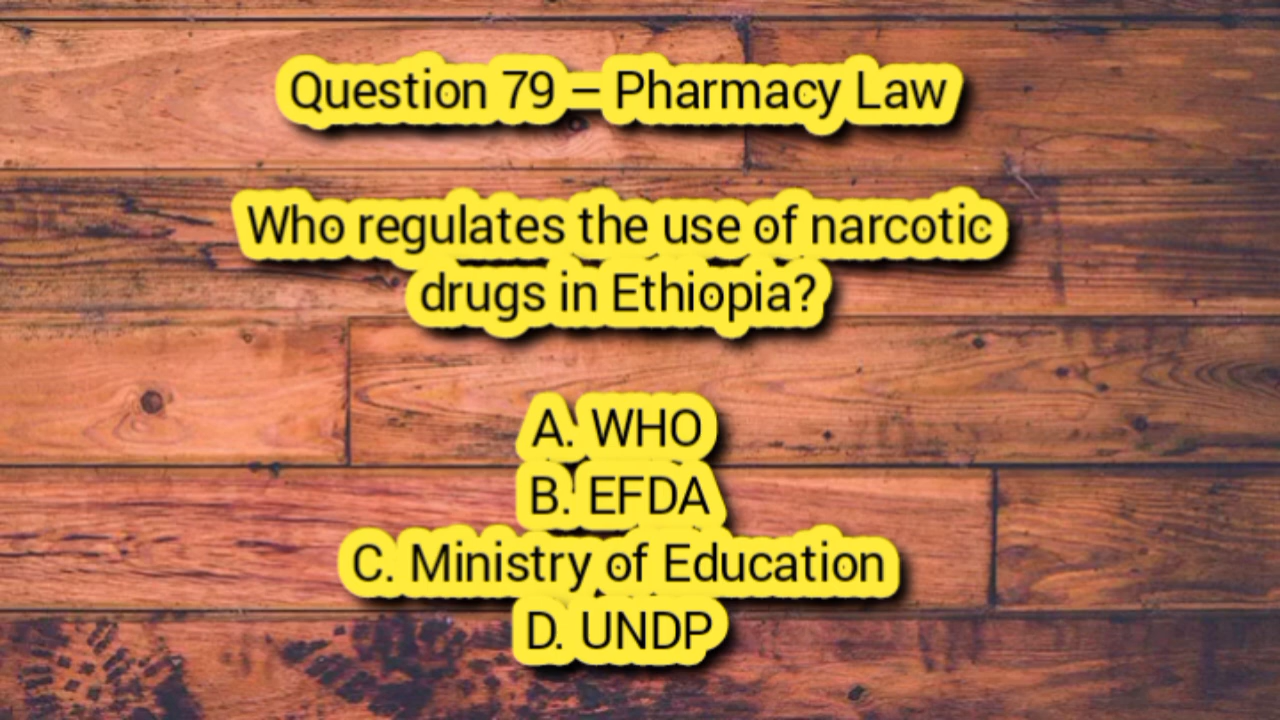 Question 79 – Pharmacy Law
Who regulates the use of narcotic
drugs in Ethiopia?
A. WHO
B. EFDA
C. Ministry of Education
D. UNDP